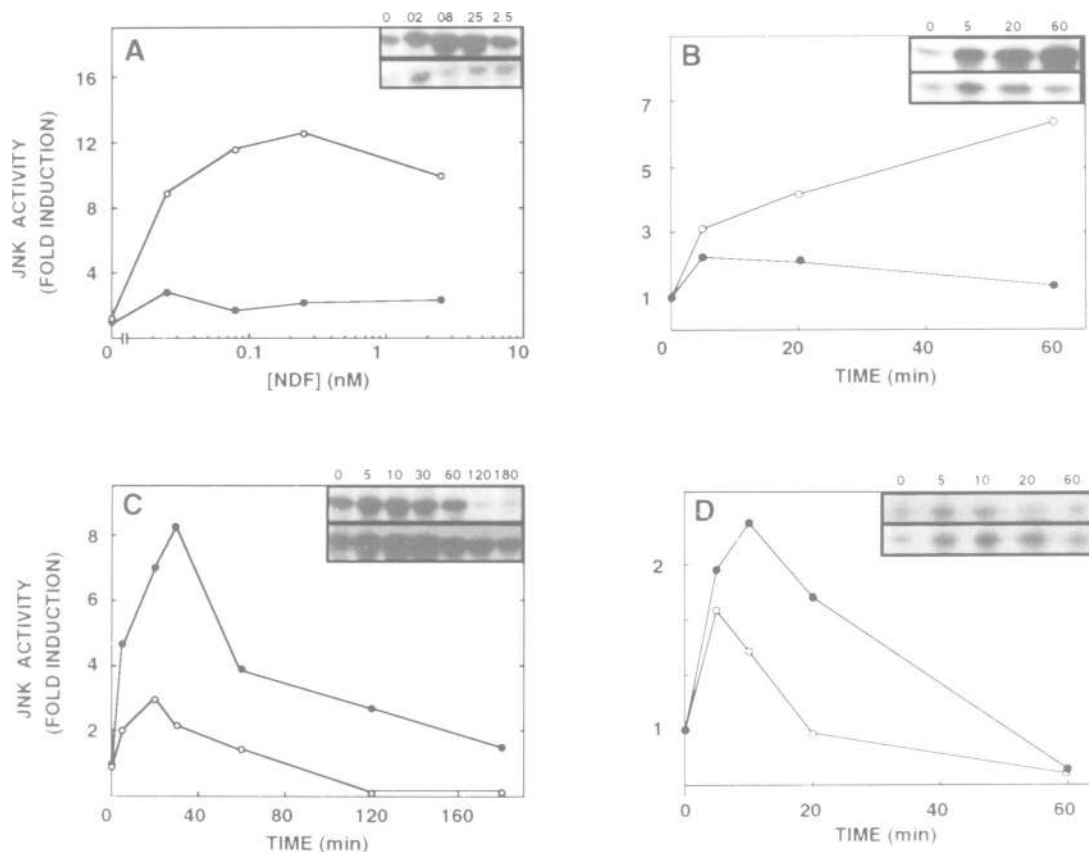 A
0 02 08 .25 2.5
16
12
8
4
0 0.1 1 10
[NDF] (nM)
JNK ACTIVITY
(FOLD INDUCTION)
B
0 5 20 60
7
5
3
1
0 20 40 60
TIME (min)
C
0 5 10 30 60 120 180
8
6
4
2
0 40 80 120 160
TIME (min)
JNK ACTIVITY
(FOLD INDUCTION)
D
0 5 10 20 60
2
1
0 20 40 60
TIME (min)